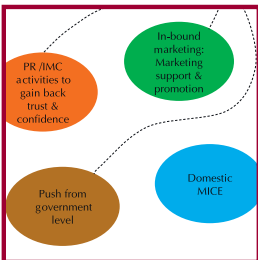 PR /IMC
activities to
gain back
trust &
confidence
In-bound
marketing:
Marketing
support &
promotion
Push from
government
level
Domestic
MICE